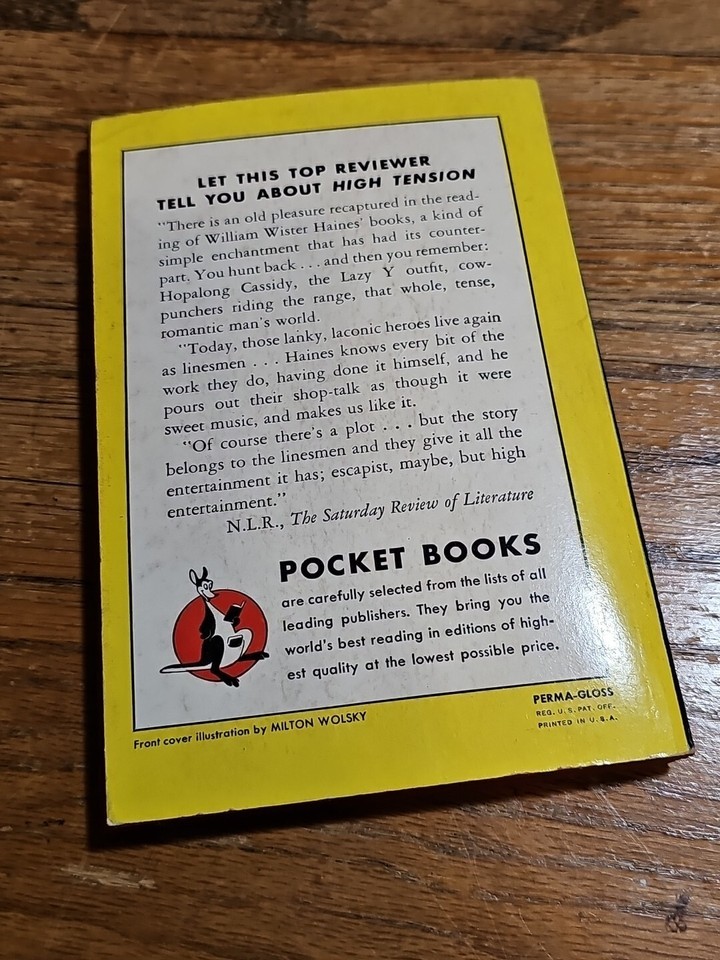 LET THIS TOP REVIEWER
TELL YOU ABOUT HIGH TENSION
"There is an old pleasure recaptured in the read-
ing of William Wister Haines' books, a kind of
simple enchantment that has had its counter-
part. You hunt back . . . and then you remember:
Hopalong Cassidy, the Lazy Y outfit, cow-
punchers riding the range, that whole, tense,
romantic man's world.
"Today, those lanky, laconic heroes live again
as linesmen . . . Haines knows every bit of the
work they do, having done it himself, and he
pours out their shop-talk as though it were
sweet music, and makes us like it.
"Of course there's a plot . . . but the story
belongs to the linesmen and they give it all the
entertainment it has; escapist, maybe, but high
entertainment."
N.L.R., The Saturday Review of Literature
POCKET BOOKS
are carefully selected from the lists of all
leading publishers. They bring you the
world's best reading in editions of high-
est quality at the lowest possible price.
Front cover illustration by MILTON WOLSKY
PERMA-GLOSS
REG. U. S. PAT. OFF.
PRINTED IN U. S. A.